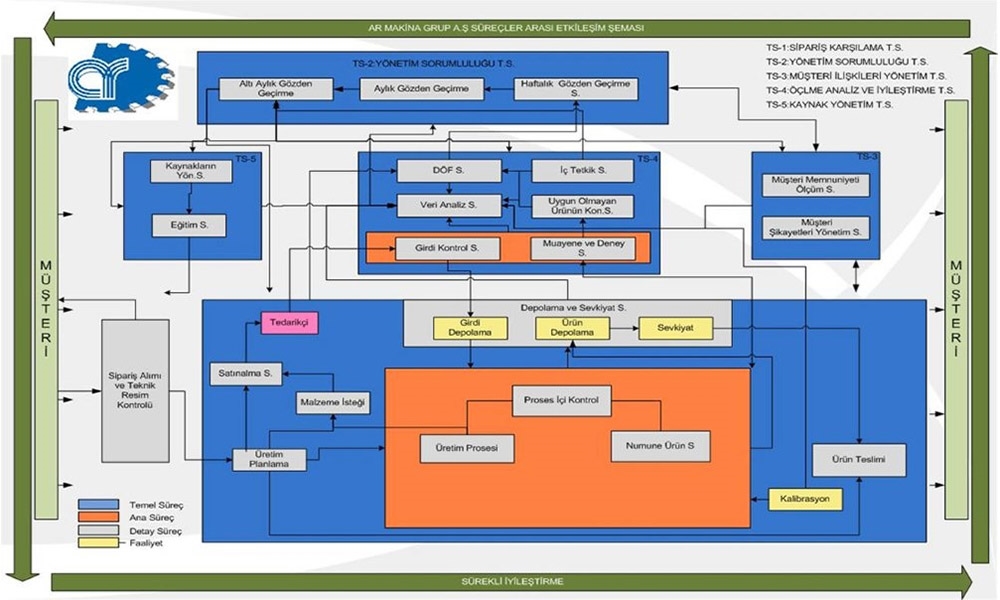 AR MAKİNA GRUP A.Ş SÜREÇLER ARASI ETKİLEŞİM ŞEMASI
TS-1:SİPARİŞ KARŞILAMA T.S.
TS-2:YÖNETİM SORUMLULUĞU T.S.
TS-3:MÜŞTERİ İLİŞKİLERİ YÖNETİM T.S.
TS-4:ÖÇLME ANALİZ VE İYİLEŞTİRME T.S.
TS-5:KAYNAK YÖNETİM T.S.
TS-2:YÖNETİM SORUMLULUĞU T.S.
Altı Aylık Gözden
Geçirme
Aylık Gözden Geçirme
Haftalık Gözden Geçirme
S.
TS-5
Kaynakların
Yön.S.
Eğitim S.
TS-4
DÖF S.
İç Tetkik S.
Veri Analiz S.
Uygun Olmayan
Ürünün Kon.S.
Girdi Kontrol S.
Muayene ve Deney
S.
TS-3
Müşteri Memnuniyeti
Ölçüm S.
Müşteri
Şikayetleri Yönetim S.
MÜŞTERİ
MÜŞTERİ
Sipariş Alımı
ve Teknik
Resim
Kontrolü
Tedarikçi
Depolama ve Sevkiyat S.
Girdi
Depolama
Ürün
Depolama
Sevkiyat
Satınalma S.
Malzeme İsteği
Üretim
Planlama
Proses İçi Kontrol
Üretim Prosesi
Numune Ürün S
Ürün Teslimi
Kalibrasyon
Temel Süreç
Ana Süreç
Detay Süreç
Faaliyet
SÜREKLİ İYİLEŞTİRME